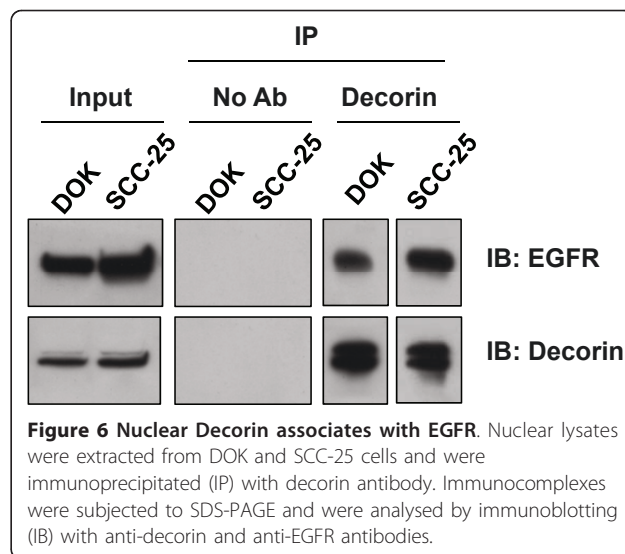 IP
Input No Ab Decorin
DOK SCC-25 DOK SCC-25 DOK SCC-25
IB: EGFR
IB: Decorin
Figure 6 Nuclear Decorin associates with EGFR. Nuclear lysates
were extracted from DOK and SCC-25 cells and were
immunoprecipitated (IP) with decorin antibody. Immunocomplexes
were subjected to SDS-PAGE and were analysed by immunoblotting
(IB) with anti-decorin and anti-EGFR antibodies.